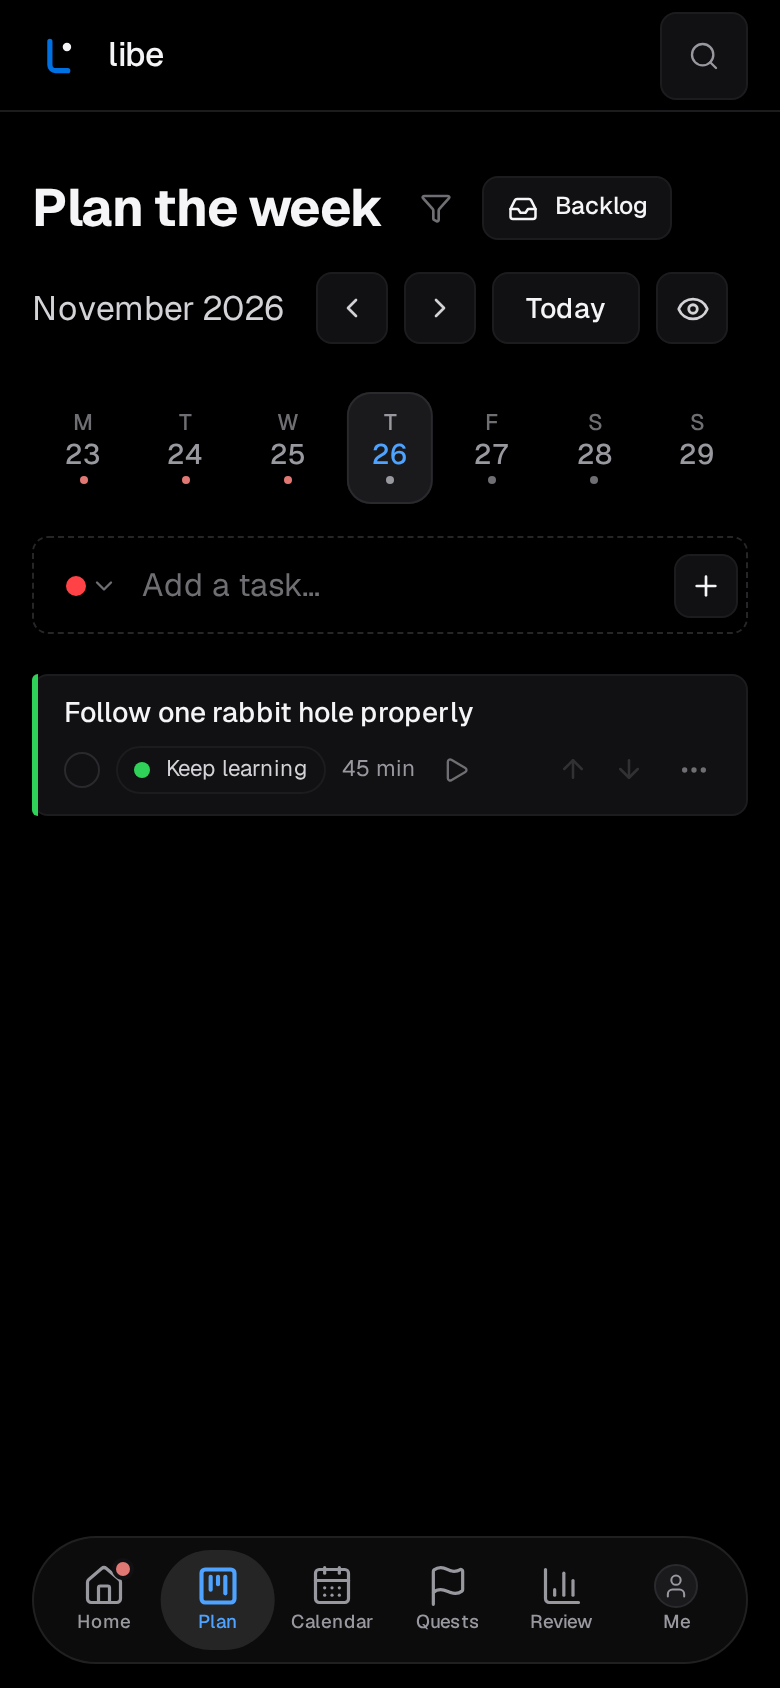 libe
Plan the week
Backlog
November 2026
Today
M T W T F S S
23 24 25 26 27 28 29
Add a task...
Follow one rabbit hole properly
Keep learning 45 min
Home Plan Calendar Quests Review Me